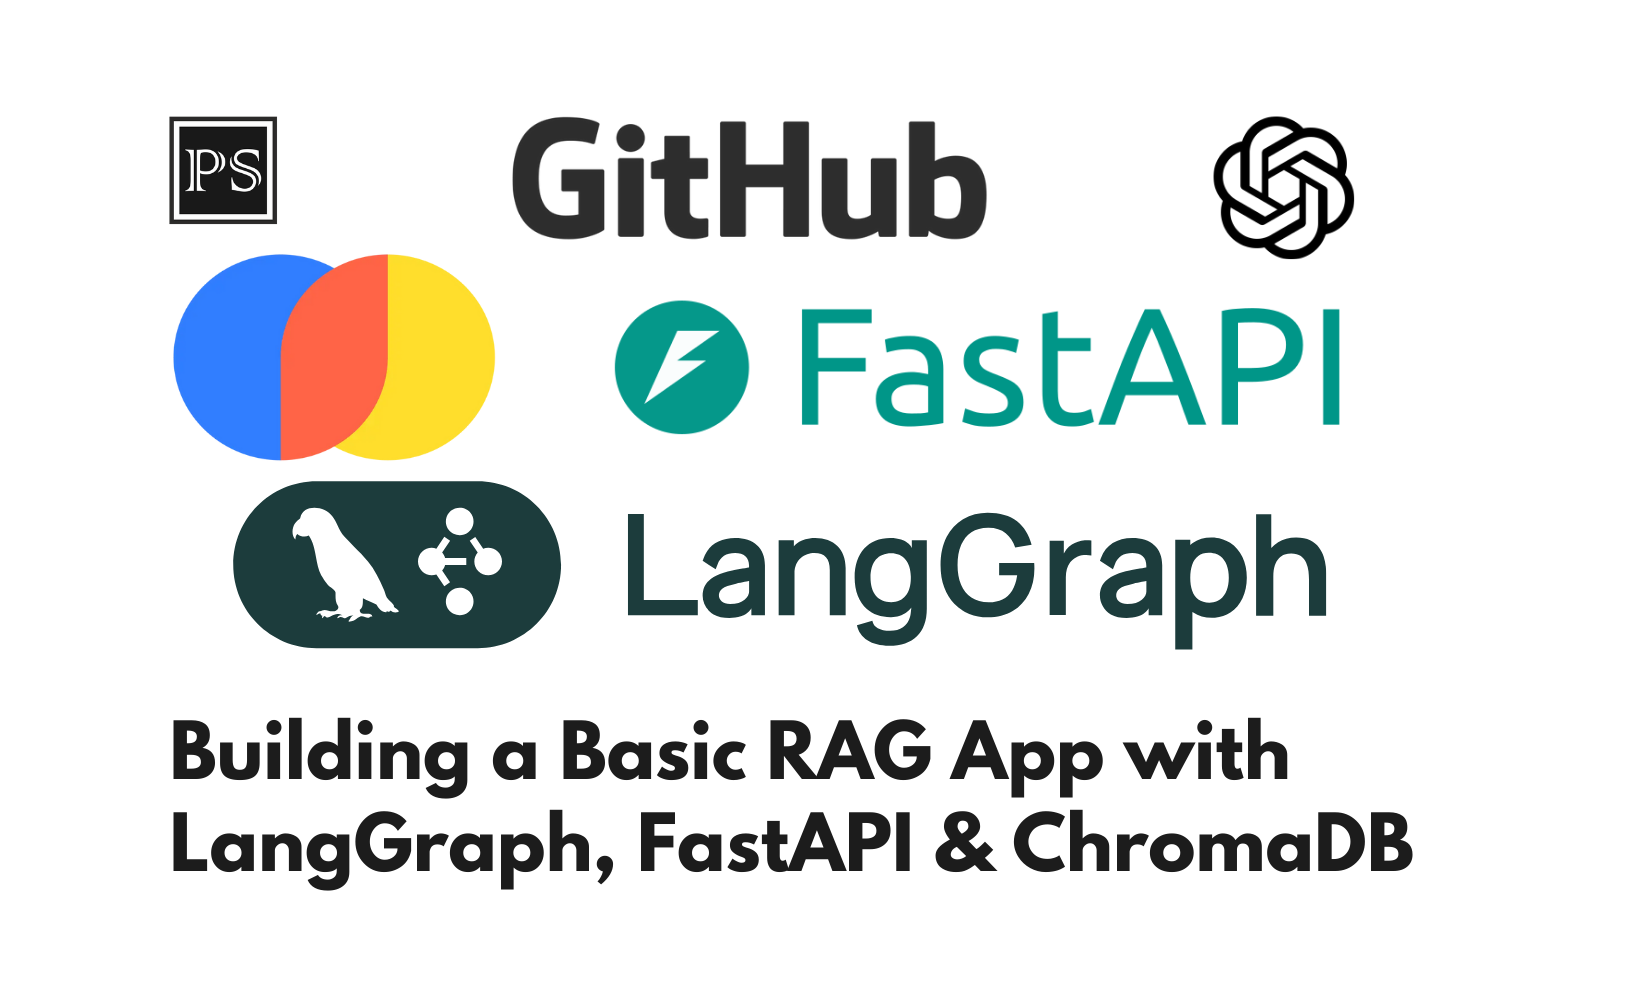 PS
GitHub
FastAPI
LangGraph
Building a Basic RAG App with
LangGraph, FastAPI & ChromaDB